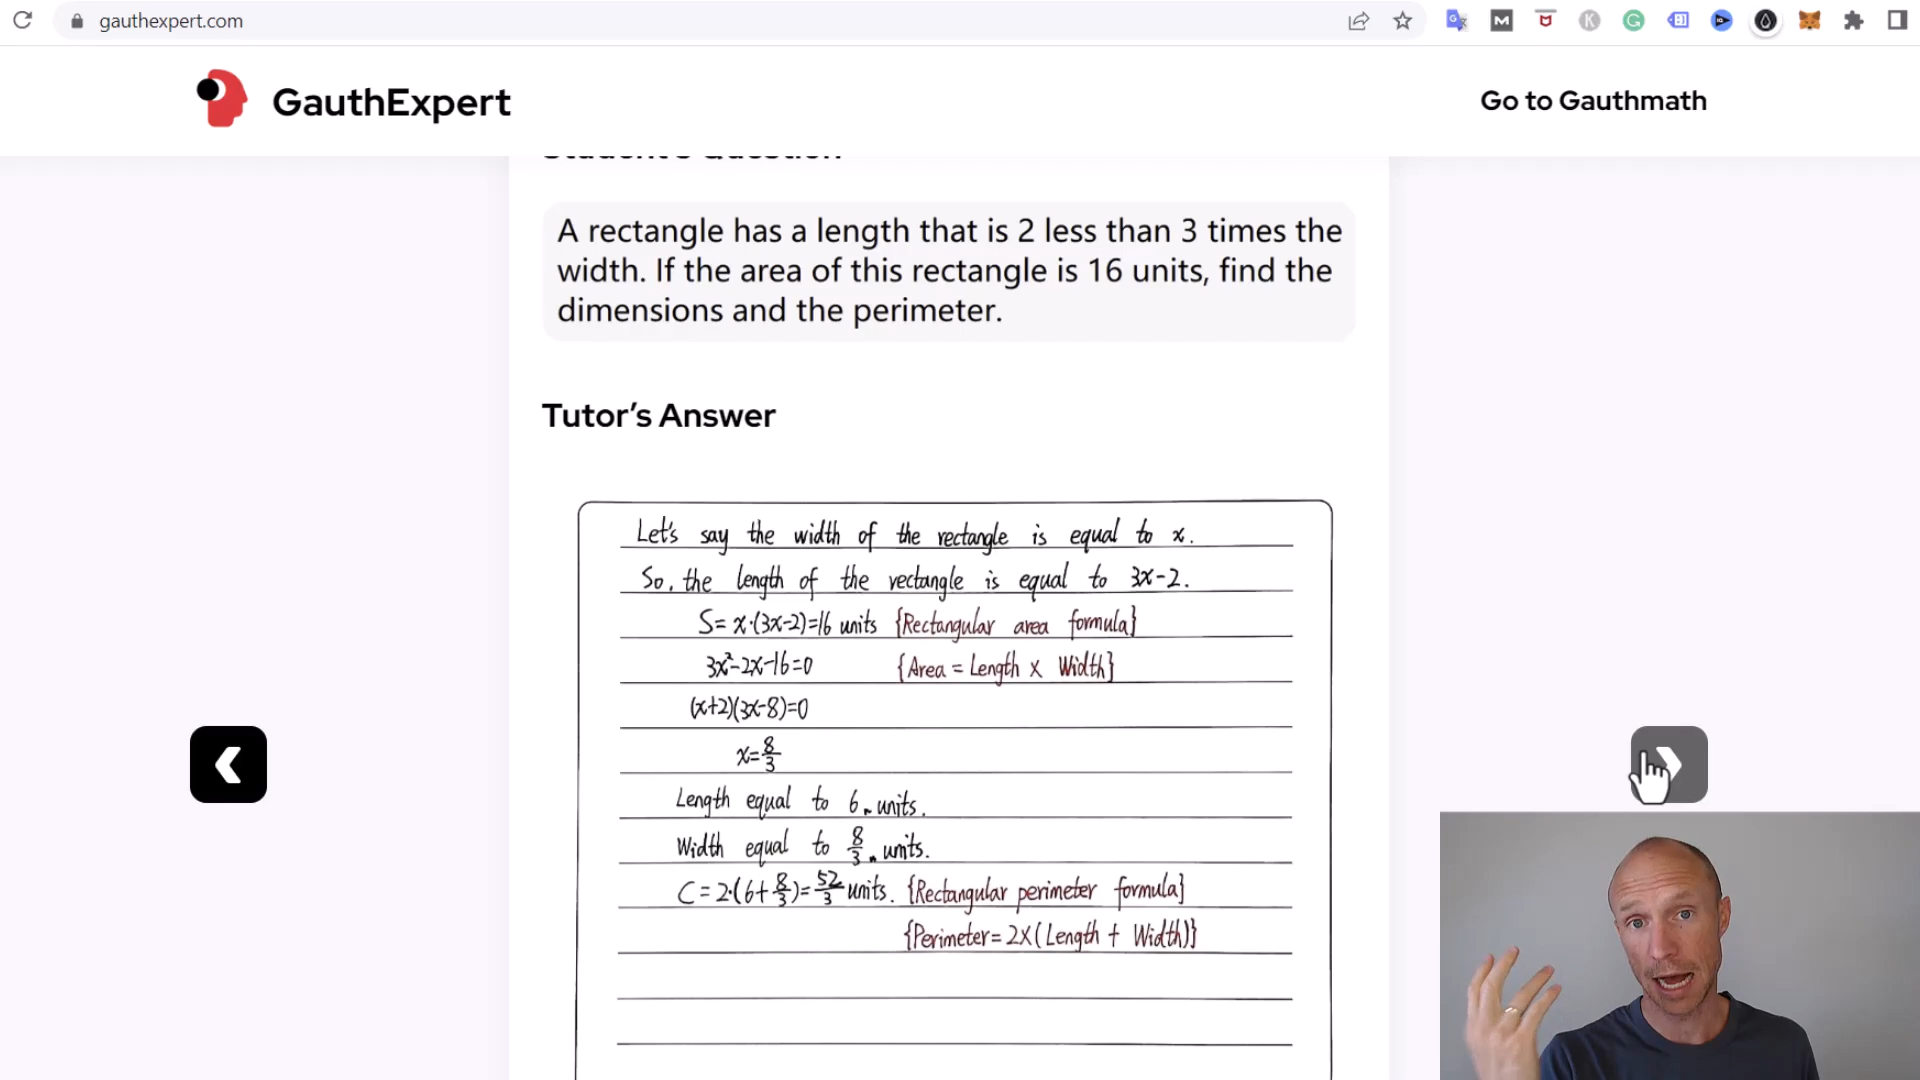 gauthexpert.com
GauthExpert
Go to Gauthmath
A rectangle has a length that is 2 less than 3 times the
width. If the area of this rectangle is 16 units, find the
dimensions and the perimeter.
Tutor’s Answer
Let's say the width of the rectangle is equal to x.
So, the length of the rectangle is equal to 3x-2.
S= x·(3x-2)=16 units {Rectangular area formula}
3x²-2x-16=0 {Area = Length x Width}
(x+2)(3x-8)=0
x=8/3
Length equal to 6 units.
Width equal to 8/3 units.
C = 2·(6+8/3)=52/3 units. {Rectangular perimeter formula}
{Perimeter= 2X(Length + Width)}